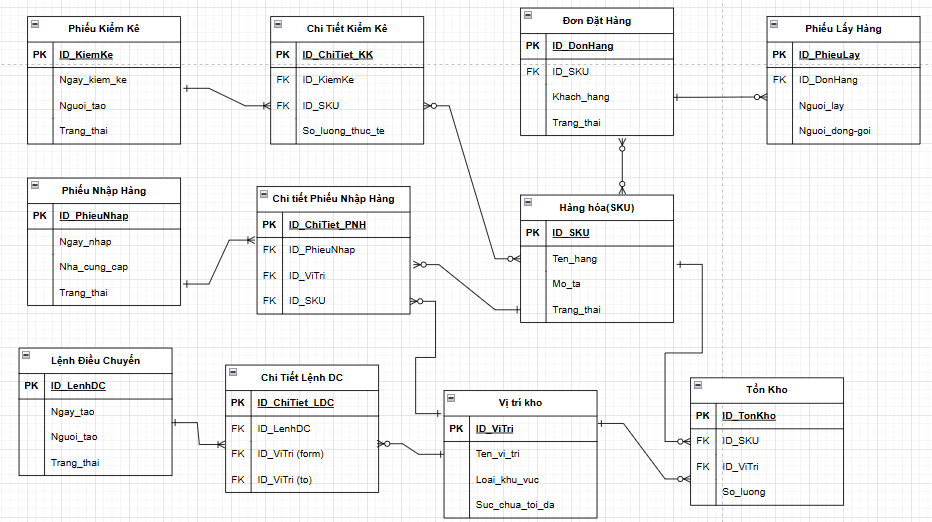 Phiếu Kiểm Kê
PK ID_KiemKe
Ngay_kiem_ke
Nguoi_tao
Trang_thai
Chi Tiết Kiểm Kê
PK ID_ChiTiet_KK
FK ID_KiemKe
FK ID_SKU
So_luong_thuc_te
Đơn Đặt Hàng
PK ID_DonHang
FK ID_SKU
Khach_hang
Trang_thai
Phiếu Lấy Hàng
PK ID_PhieuLay
FK ID_DonHang
Nguoi_lay
Nguoi_dong-goi
Phiếu Nhập Hàng
PK ID_PhieuNhap
Ngay_nhap
Nha_cung_cap
Trang_thai
Chi tiết Phiếu Nhập Hàng
PK ID_ChiTiet_PNH
FK ID_PhieuNhap
FK ID_ViTri
FK ID_SKU
Hàng hóa(SKU)
PK ID_SKU
Ten_hang
Mo_ta
Trang_thai
Lệnh Điều Chuyển
PK ID_LenhDC
Ngay_tao
Nguoi_tao
Trang_thai
Chi Tiết Lệnh DC
PK ID_ChiTiet_LDC
FK ID_LenhDC
FK ID_ViTri (form)
FK ID_ViTri (to)
Vị trí kho
PK ID_ViTri
Ten_vi_tri
Loai_khu_vuc
Suc_chua_toi_da
Tồn Kho
PK ID_TonKho
FK ID_SKU
FK ID_ViTri
So_luong